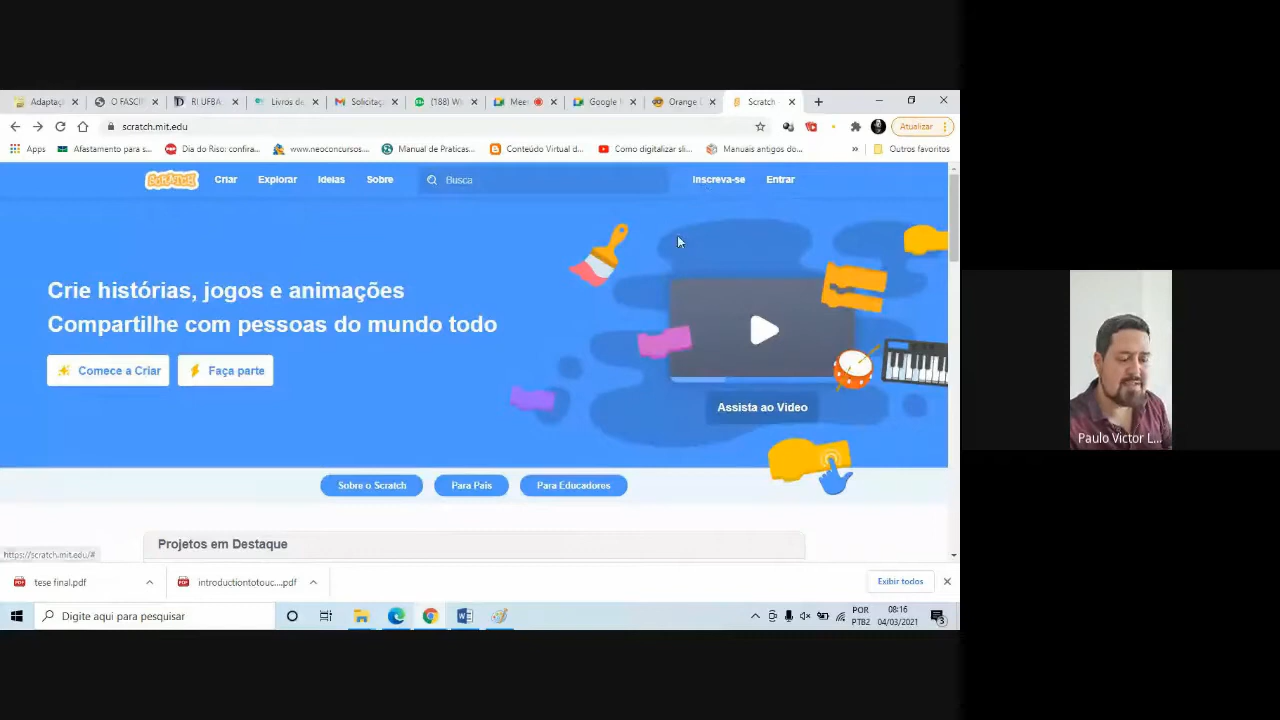 Adaptaç
O FASCI
RI UFBA
Livros de
Solicitaç
(188) W
Mee
Google
Orange
Scratch
scratch.mit.edu
Atualizar
Apps
Afastamento para s...
Dia do Riso: confira...
www.neoconcursos....
Manual de Praticas...
Conteúdo Virtual d...
Como digitalizar sli...
Manuais antigos do...
»
Outros favoritos
SCRATCH
Criar
Explorar
Ideias
Sobre
Busca
Inscreva-se
Entrar
Crie histórias, jogos e animações
Compartilhe com pessoas do mundo todo
Comece a Criar
Faça parte
Assista ao Video
Sobre o Scratch
Para Pais
Para Educadores
Projetos em Destaque
https://scratch.mit.edu/#
tese final.pdf
introductiontotouc....pdf
Exibir todos
Digite aqui para pesquisar
POR
PTB2
08:16
04/03/2021
3
Paulo Victor L...